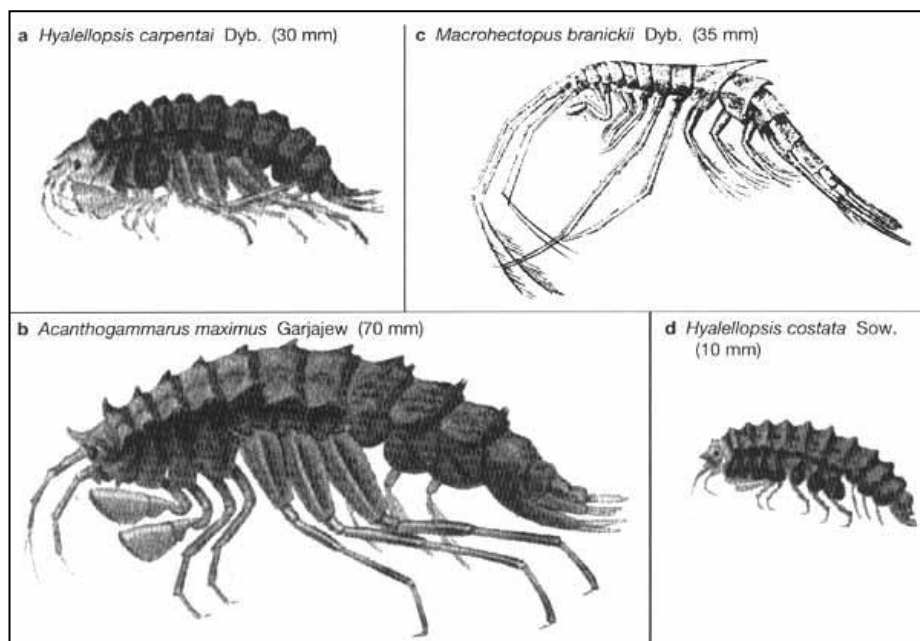 a Hyalellopsis carpentai Dyb. (30 mm)
c Macrohectopus branickii Dyb. (35 mm)
b Acanthogammarus maximus Garjajew (70 mm)
d Hyalellopsis costata Sow.
(10 mm)